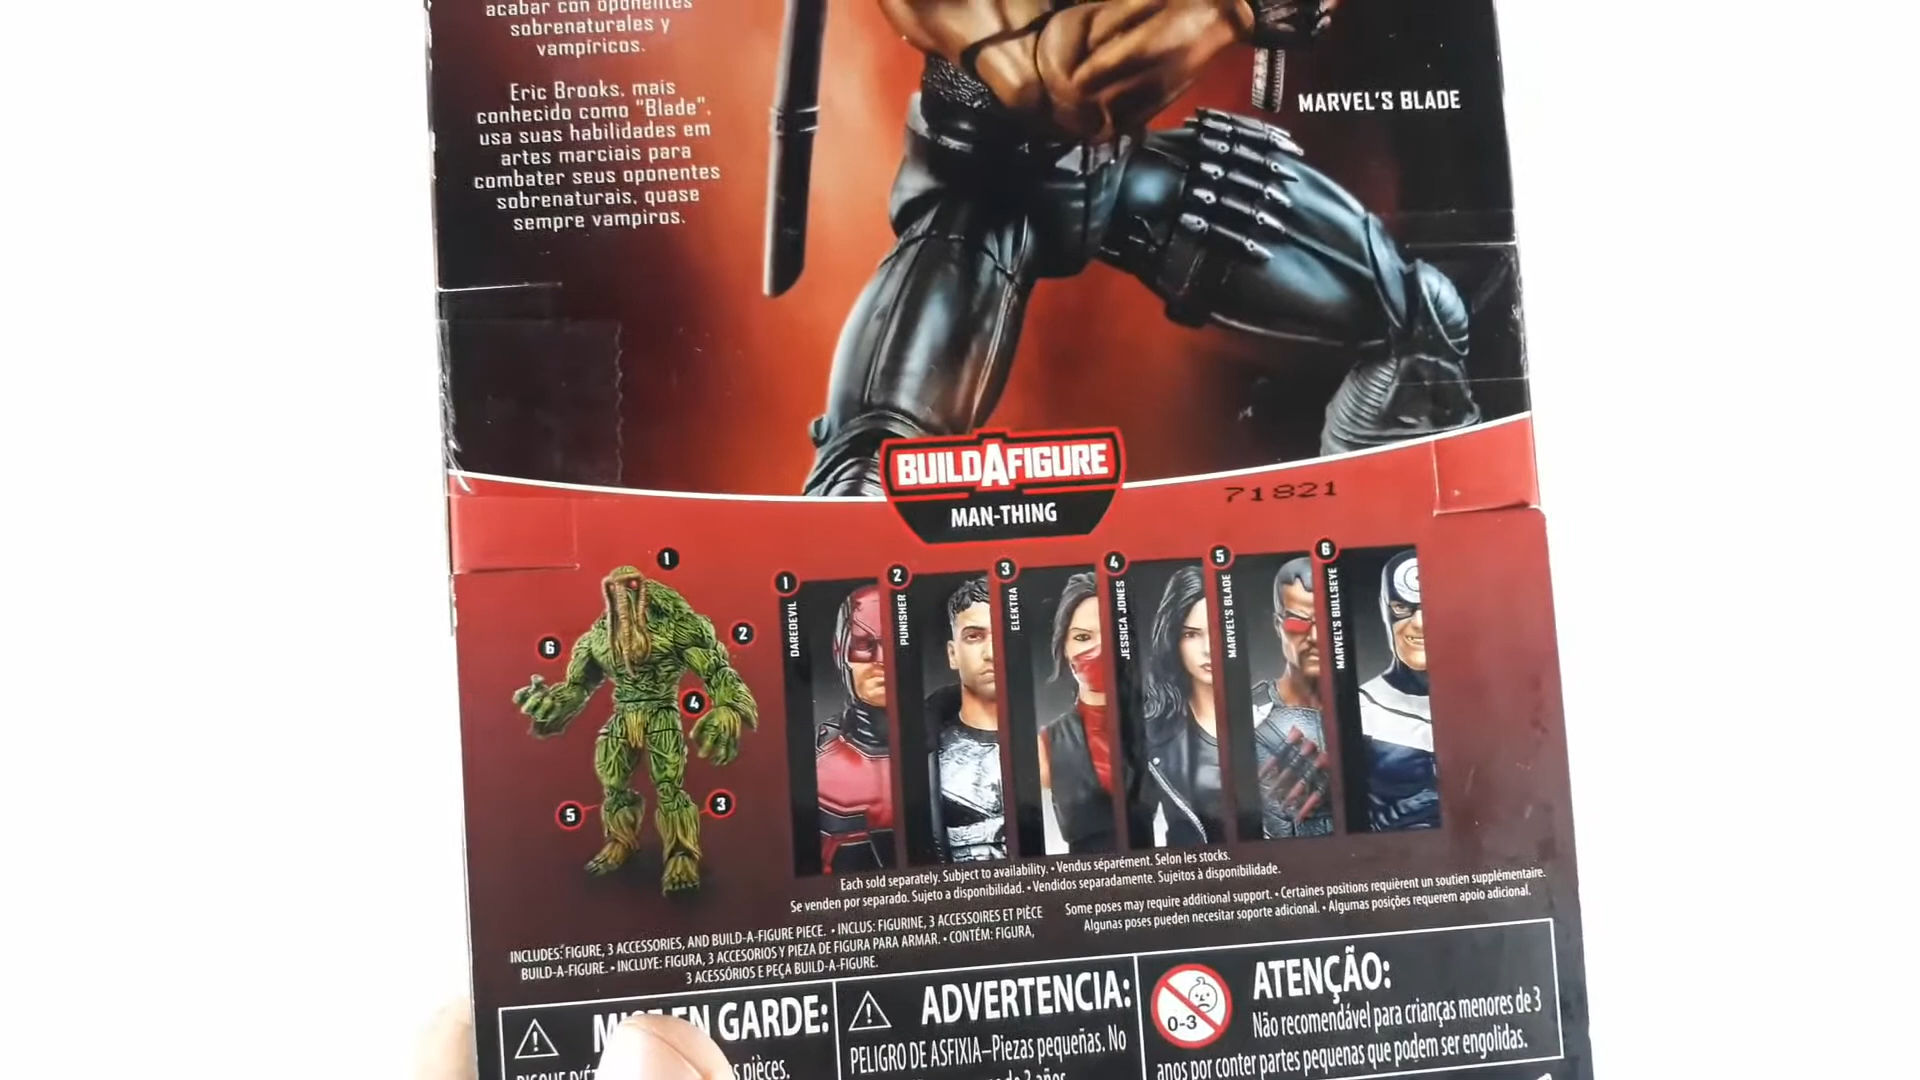 acabar con oponentes
sobrenaturales y
vampíricos.
Eric Brooks, mais
conhecido como "Blade",
usa suas habilidades em
artes marciais para
combater seus oponentes
sobrenaturais, quase
sempre vampiros.
MARVEL'S BLADE
BUILDAFIGURE
MAN-THING
71821
1
2
3
4
5
6
1
DAREDEVIL
2
PUNISHER
3
ELEKTRA
4
JESSICA JONES
5
MARVEL'S BLADE
6
MARVEL'S BULLSEYE
Each sold separately. Subject to availability. • Vendus séparément. Selon les stocks.
Se venden por separado. Sujeto a disponibilidad. • Vendidos separadamente. Sujeitos à disponibilidade.
INCLUDES: FIGURE, 3 ACCESSORIES, AND BUILD-A-FIGURE PIECE. • INCLUS: FIGURINE, 3 ACCESSOIRES ET PIÈCE
BUILD-A-FIGURE. • INCLUYE: FIGURA, 3 ACCESORIOS Y PIEZA DE FIGURA PARA ARMAR. • CONTÉM: FIGURA,
3 ACESSÓRIOS E PEÇA BUILD-A-FIGURE.
Some poses may require additional support. • Certaines positions requièrent un soutien supplémentaire.
Algunas poses pueden necesitar soporte adicional. • Algumas posições requerem apoio adicional.
EN GARDE:
pièces.
ADVERTENCIA:
PELIGRO DE ASFIXIA–Piezas pequeñas. No
3 años.
0-3
ATENÇÃO:
Não recomendável para crianças menores de 3
anos por conter partes pequenas que podem ser engolidas.